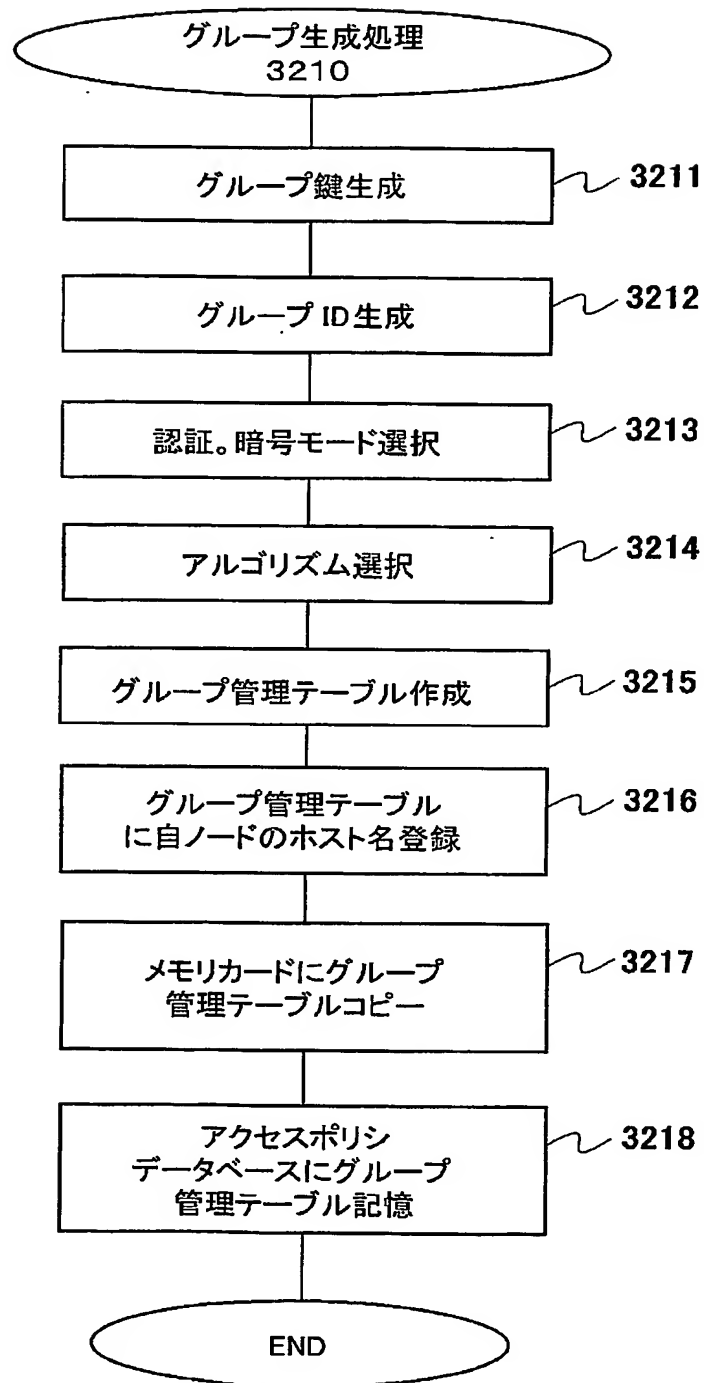 グループ生成処理
3210
グループ鍵生成
3211
グループID生成
3212
認証。暗号モード選択
3213
アルゴリズム選択
3214
グループ管理テーブル作成
3215
グループ管理テーブル
に自ノードのホスト名登録
3216
メモリカードにグループ
管理テーブルコピー
3217
アクセスポリシ
データベースにグループ
管理テーブル記憶
3218
END